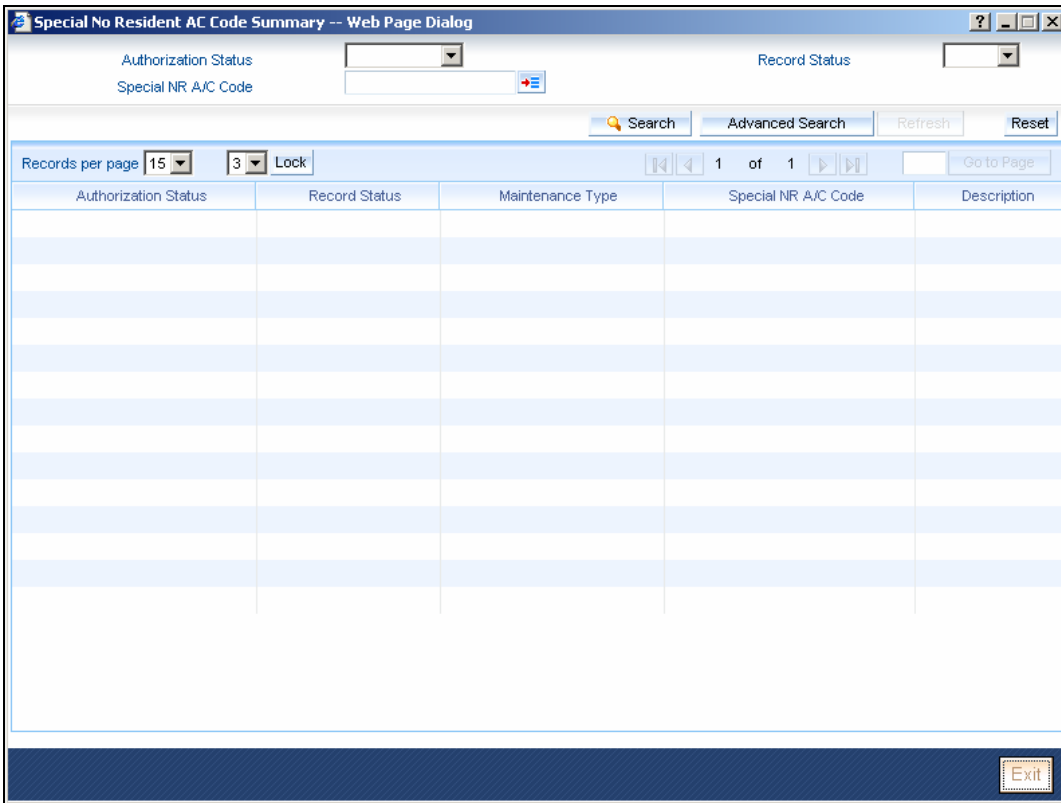 Special No Resident AC Code Summary -- Web Page Dialog
Authorization Status Record Status
Special NR A/C Code
Search Advanced Search Refresh Reset
Records per page 15 3 Lock 1 of 1 Go to Page
Authorization Status Record Status Maintenance Type Special NR A/C Code Description
Exit